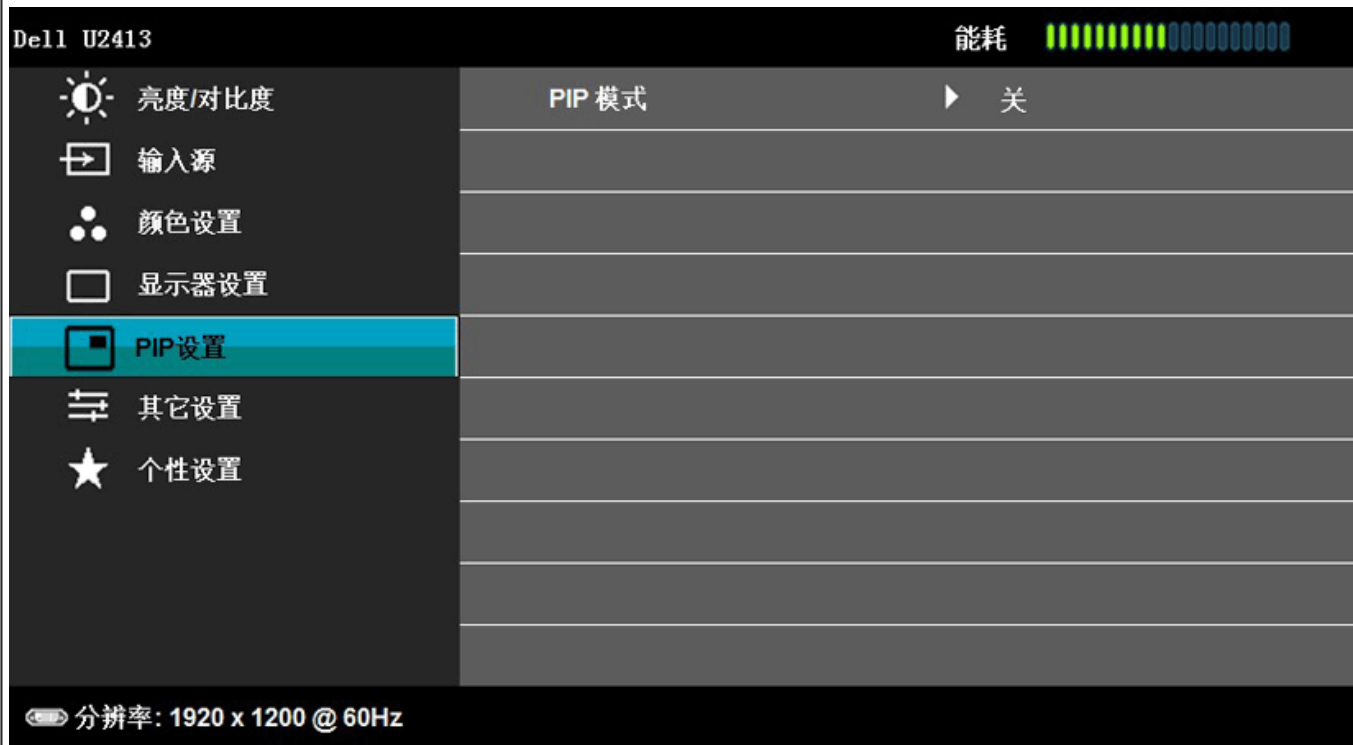 Dell U2413
能耗
亮度/对比度
PIP 模式
关
输入源
颜色设置
显示器设置
PIP设置
其它设置
个性设置
分辨率: 1920 x 1200 @ 60Hz